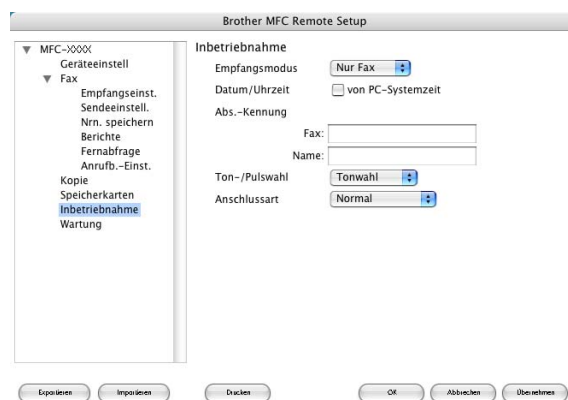 Brother MFC Remote Setup
MFC-XXXX
Geräteeinstell
Fax
Empfangseinst.
Sendeeinstell.
Nrn. speichern
Berichte
Fernabfrage
Anrufb.-Einst.
Kopie
Speicherkarten
Inbetriebnahme
Wartung
Inbetriebnahme
Empfangsmodus Nur Fax
Datum/Uhrzeit von PC-Systemzeit
Abs.-Kennung
Fax:
Name:
Ton-/Pulswahl Tonwahl
Anschlussart Normal
Exportieren Importieren Drucken OK Abbrechen Übernehmen